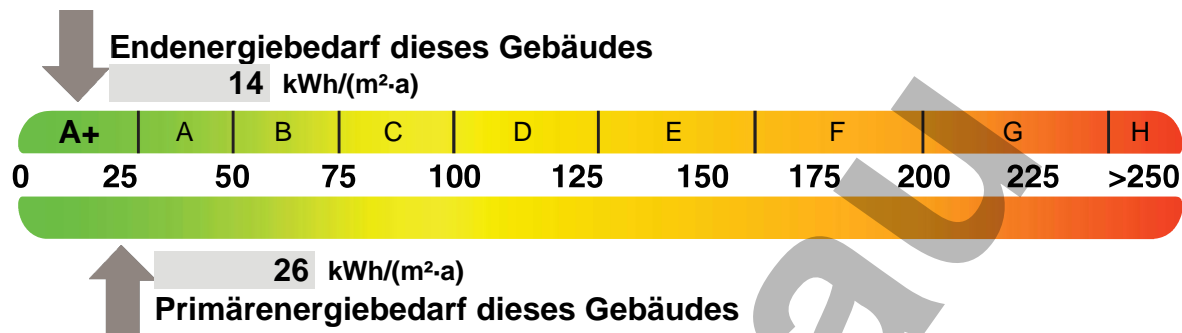 Endenergiebedarf dieses Gebäudes
14 kWh/(m²·a)
A+ A B C D E F G H
0 25 50 75 100 125 150 175 200 225 >250
26 kWh/(m²·a)
Primärenergiebedarf dieses Gebäudes
au